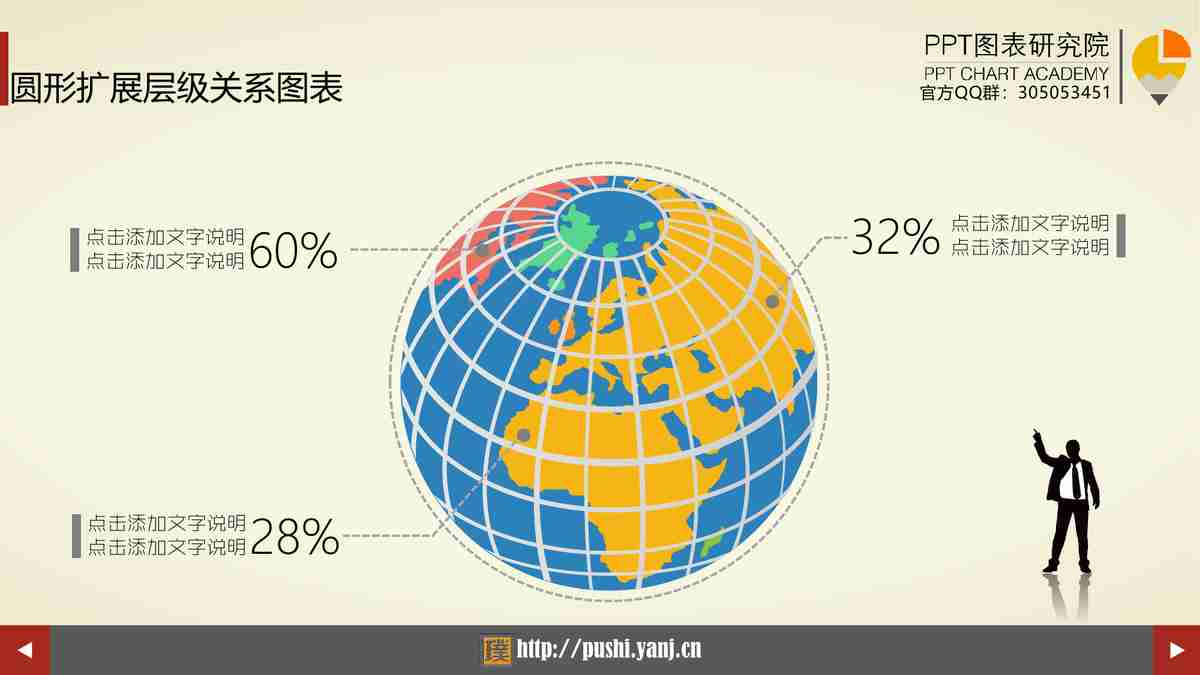 圆形扩展层级关系图表
PPT图表研究院
PPT CHART ACADEMY
官方QQ群：305053451
点击添加文字说明
点击添加文字说明
60%
32%
点击添加文字说明
点击添加文字说明
点击添加文字说明
点击添加文字说明
28%
璞 http://pushi.yanj.cn